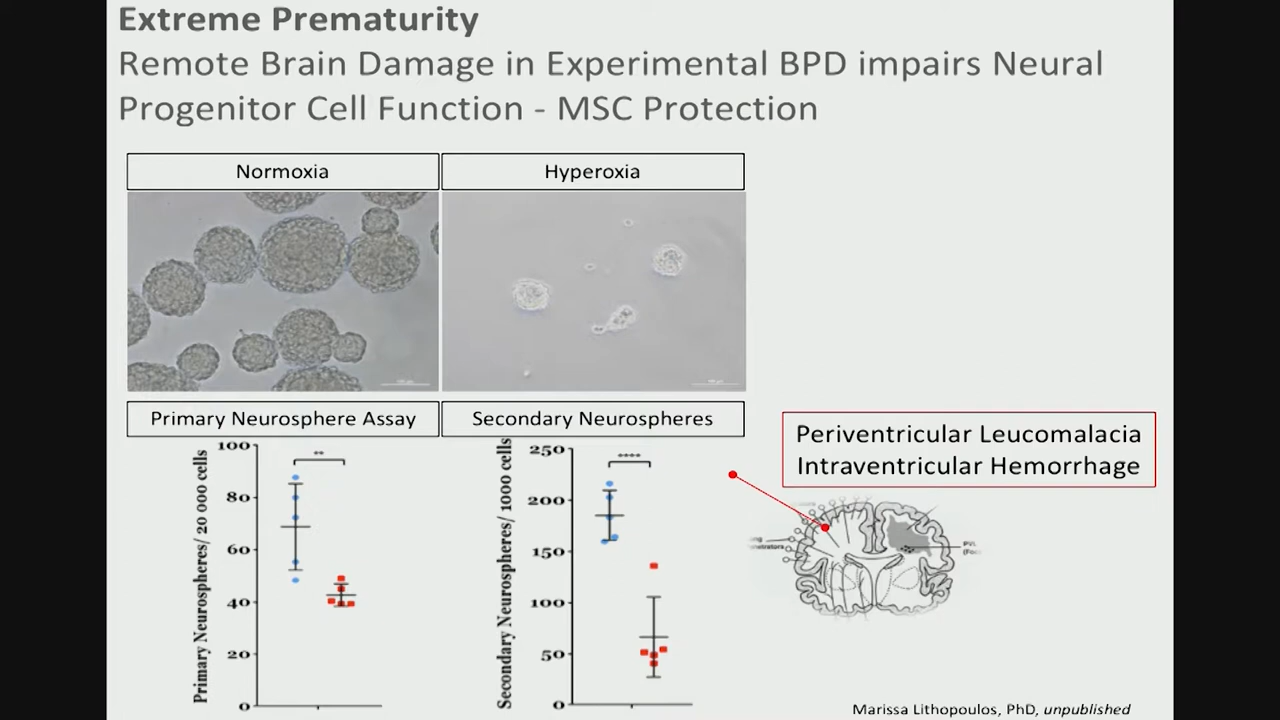 Extreme Prematurity
Remote Brain Damage in Experimental BPD impairs Neural
Progenitor Cell Function - MSC Protection
Normoxia
Hyperoxia
Primary Neurosphere Assay
Secondary Neurospheres
Primary Neurospheres/ 20 000 cells
100
80
60
40
20
0
**
Secondary Neurospheres/ 1000 cells
250
200
150
100
50
0
****
Periventricular Leucomalacia
Intraventricular Hemorrhage
Marissa Lithopoulos, PhD, unpublished